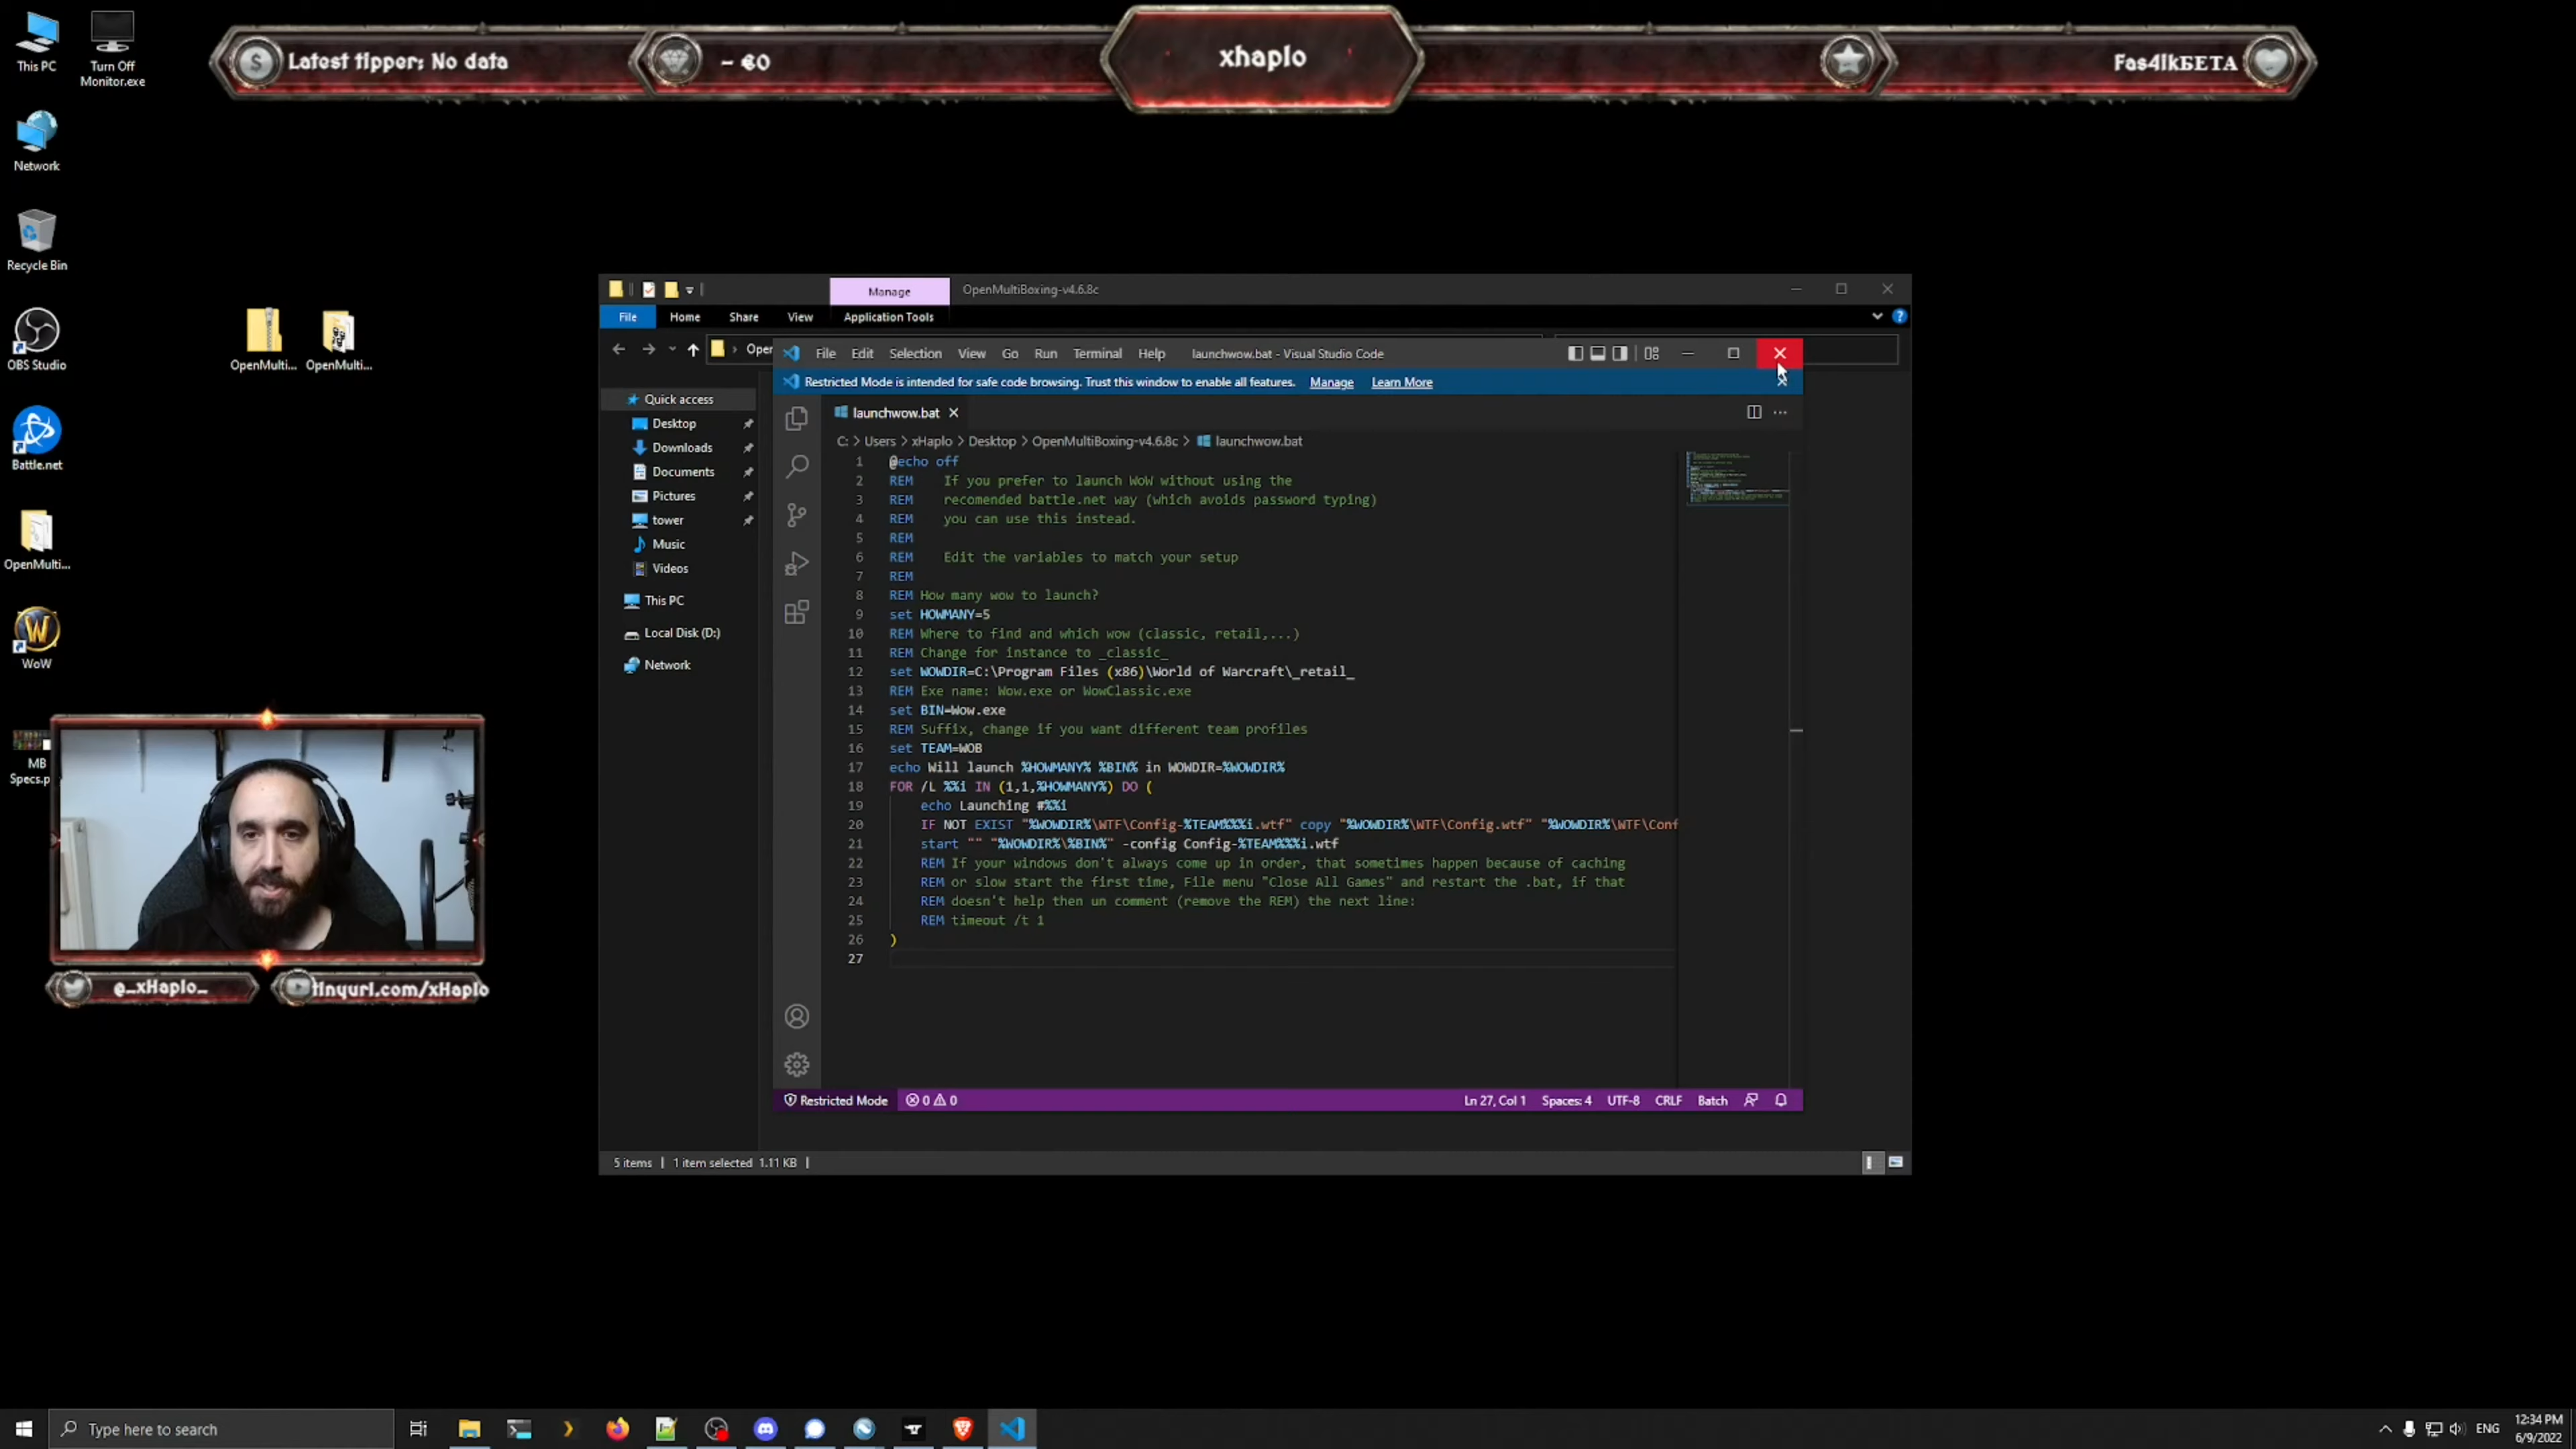 This PC
Turn Off
Monitor.exe
Network
Recycle Bin
OBS Studio
OpenMulti...
OpenMulti...
Battle.net
OpenMulti...
WoW
MB
Specs.p
Latest tipper: No data
- €0
xhaplo
Fas4lkБETA
Manage
OpenMultiBoxing-v4.6.8c
File
Home
Share
View
Application Tools
Oper
Quick access
Desktop
Downloads
Documents
Pictures
tower
Music
Videos
This PC
Local Disk (D:)
Network
File Edit Selection View Go Run Terminal Help
launchwow.bat - Visual Studio Code
Restricted Mode is intended for safe code browsing. Trust this window to enable all features. Manage Learn More
launchwow.bat
C: > Users > xHaplo > Desktop > OpenMultiBoxing-v4.6.8c > launchwow.bat
1 @echo off
2 REM If you prefer to launch WoW without using the
3 REM recomended battle.net way (which avoids password typing)
4 REM you can use this instead.
5 REM
6 REM Edit the variables to match your setup
7 REM
8 REM How many wow to launch?
9 set HOWMANY=5
10 REM Where to find and which wow (classic, retail,...)
11 REM Change for instance to _classic_
12 set WOWDIR=C:\Program Files (x86)\World of Warcraft\_retail_
13 REM Exe name: Wow.exe or WowClassic.exe
14 set BIN=Wow.exe
15 REM Suffix, change if you want different team profiles
16 set TEAM=WOB
17 echo Will launch %HOWMANY% %BIN% in WOWDIR=%WOWDIR%
18 FOR /L %%i IN (1,1,%HOWMANY%) DO (
19 echo Launching #%%i
20 IF NOT EXIST "%WOWDIR%\WTF\Config-%TEAM%%%i.wtf" copy "%WOWDIR%\WTF\Config.wtf" "%WOWDIR%\WTF\Conf
21 start "" "%WOWDIR%\%BIN%" -config Config-%TEAM%%%i.wtf
22 REM If your windows don't always come up in order, that sometimes happen because of caching
23 REM or slow start the first time, File menu "Close All Games" and restart the .bat, if that
24 REM doesn't help then un comment (remove the REM) the next line:
25 REM timeout /t 1
26 )
27
Restricted Mode
0 0
Ln 27, Col 1 Spaces: 4 UTF-8 CRLF Batch
5 items 1 item selected 1.11 KB
@_xHaplo_
tinyurl.com/xHaplo
Type here to search
ENG
12:34 PM
6/9/2022